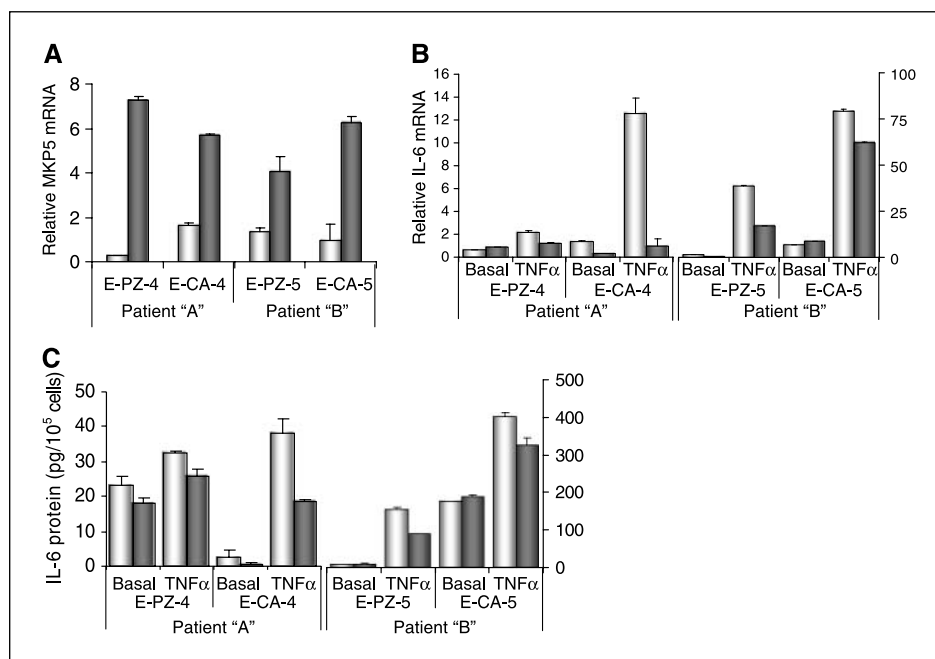 A
Relative MKP5 mRNA
8
6
4
2
0
E-PZ-4 E-CA-4 E-PZ-5 E-CA-5
Patient “A” Patient “B”
B
Relative IL-6 mRNA
16
14
12
10
8
6
4
2
0
100
75
50
25
0
Basal TNFα Basal TNFα Basal TNFα Basal TNFα
E-PZ-4 E-CA-4 E-PZ-5 E-CA-5
Patient “A” Patient “B”
C
IL-6 protein (pg/10⁵ cells)
50
40
30
20
10
0
500
400
300
200
100
0
Basal TNFα Basal TNFα Basal TNFα Basal TNFα
E-PZ-4 E-CA-4 E-PZ-5 E-CA-5
Patient “A” Patient “B”